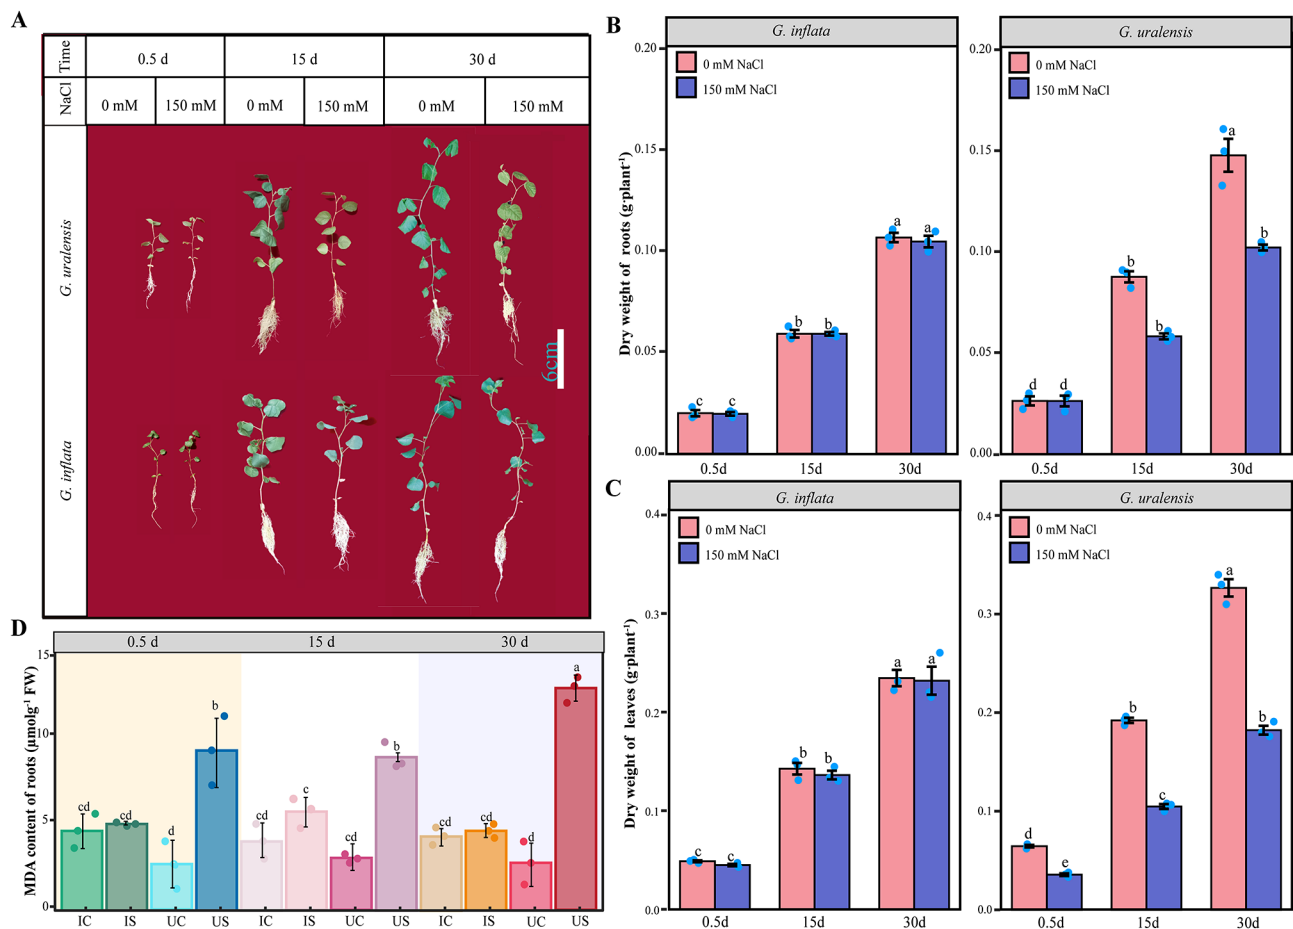 A
Time
0.5 d
15 d
30 d
NaCl
0 mM
150 mM
0 mM
150 mM
0 mM
150 mM
G. uralensis
G. inflata
6cm
B
G. inflata
G. uralensis
0 mM NaCl
150 mM NaCl
0 mM NaCl
150 mM NaCl
Dry weight of roots (g·plant⁻¹)
0.20
0.15
0.10
0.05
0.00
c
c
b
b
a
a
0.5d
15d
30d
0.20
0.15
0.10
0.05
0.00
d
d
b
b
a
b
0.5d
15d
30d
C
G. inflata
G. uralensis
0 mM NaCl
150 mM NaCl
0 mM NaCl
150 mM NaCl
Dry weight of leaves (g·plant⁻¹)
0.4
0.3
0.2
0.1
0.0
c
c
b
b
a
a
0.5d
15d
30d
0.4
0.3
0.2
0.1
0.0
d
e
b
c
a
b
0.5d
15d
30d
D
0.5 d
15 d
30 d
MDA content of roots (μmolg⁻¹ FW)
15
10
5
0
cd
cd
d
b
cd
c
cd
b
cd
cd
d
a
IC
IS
UC
US
IC
IS
UC
US
IC
IS
UC
US